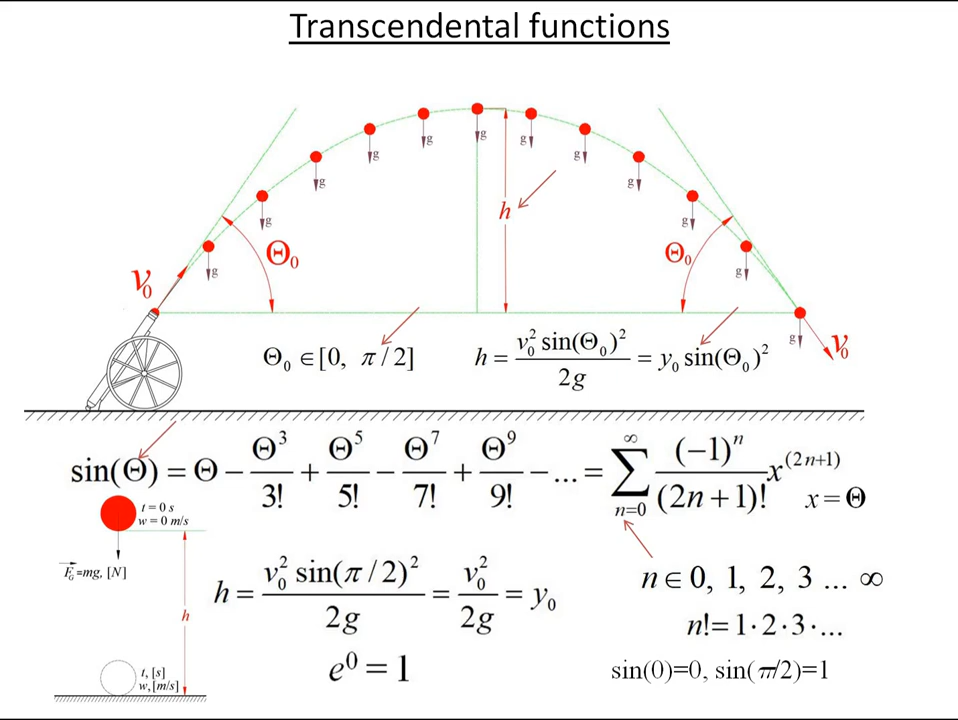 Transcendental functions
g g g g g g g g g g g g
h
Θ₀ Θ₀
v₀
v₀
Θ₀ ∈ [0, π/2] h = v₀² sin(Θ₀)² / 2g = y₀ sin(Θ₀)²
sin(Θ) = Θ − Θ³/3! + Θ⁵/5! − Θ⁷/7! + Θ⁹/9! − ... = ∑_{n=0}^{∞} (−1)ⁿ/(2n+1)! x^(2n+1) x = Θ
t = 0 s
w = 0 m/s
F_G=mg, [N]
h
t, [s]
w, [m/s]
h = v₀² sin(π/2)² / 2g = v₀² / 2g = y₀
e⁰ = 1
n ∈ 0, 1, 2, 3 ... ∞
n!= 1·2·3·...
sin(0)=0, sin(π/2)=1